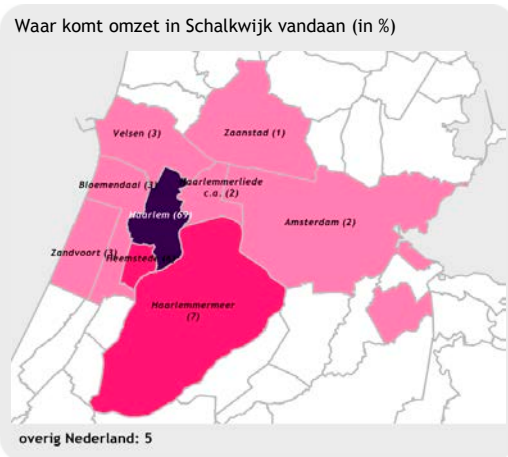 Waar komt omzet in Schalkwijk vandaan (in %)
Velsen (3)
Zaanstad (1)
Bloemendaal (3)
Haarlemmerliede
c.a. (2)
Haarlem (69)
Amsterdam (2)
Zandvoort (3)
Heemstede
Haarlemmermeer
(7)
overig Nederland: 5